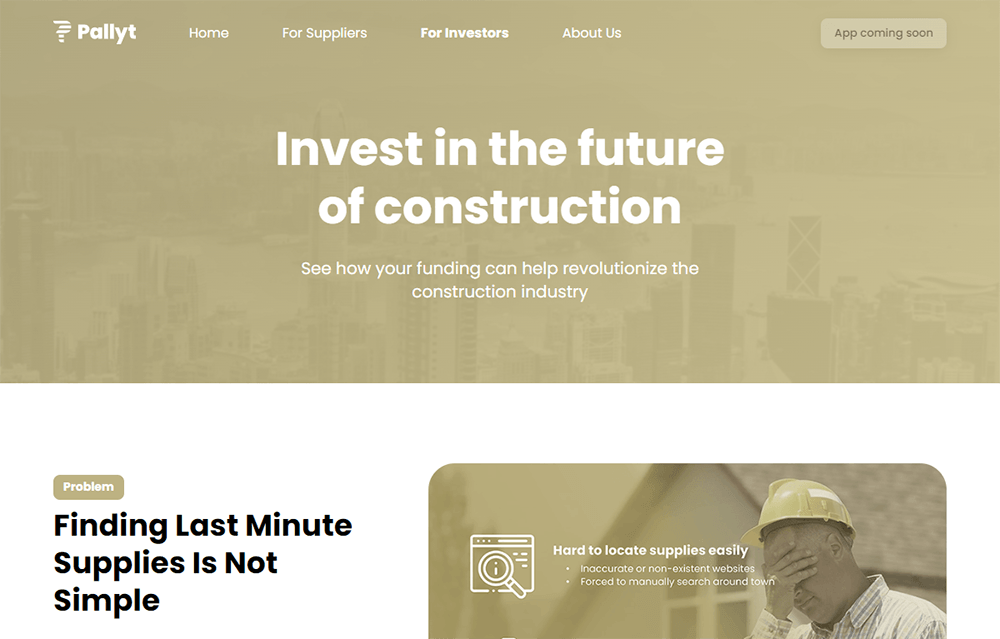 Pallyt
Home
For Suppliers
For Investors
About Us
App coming soon
Invest in the future
of construction
See how your funding can help revolutionize the
construction industry
Problem
Finding Last Minute
Supplies Is Not
Simple
Hard to locate supplies easily
• Inaccurate or non-existent websites
• Forced to manually search around town